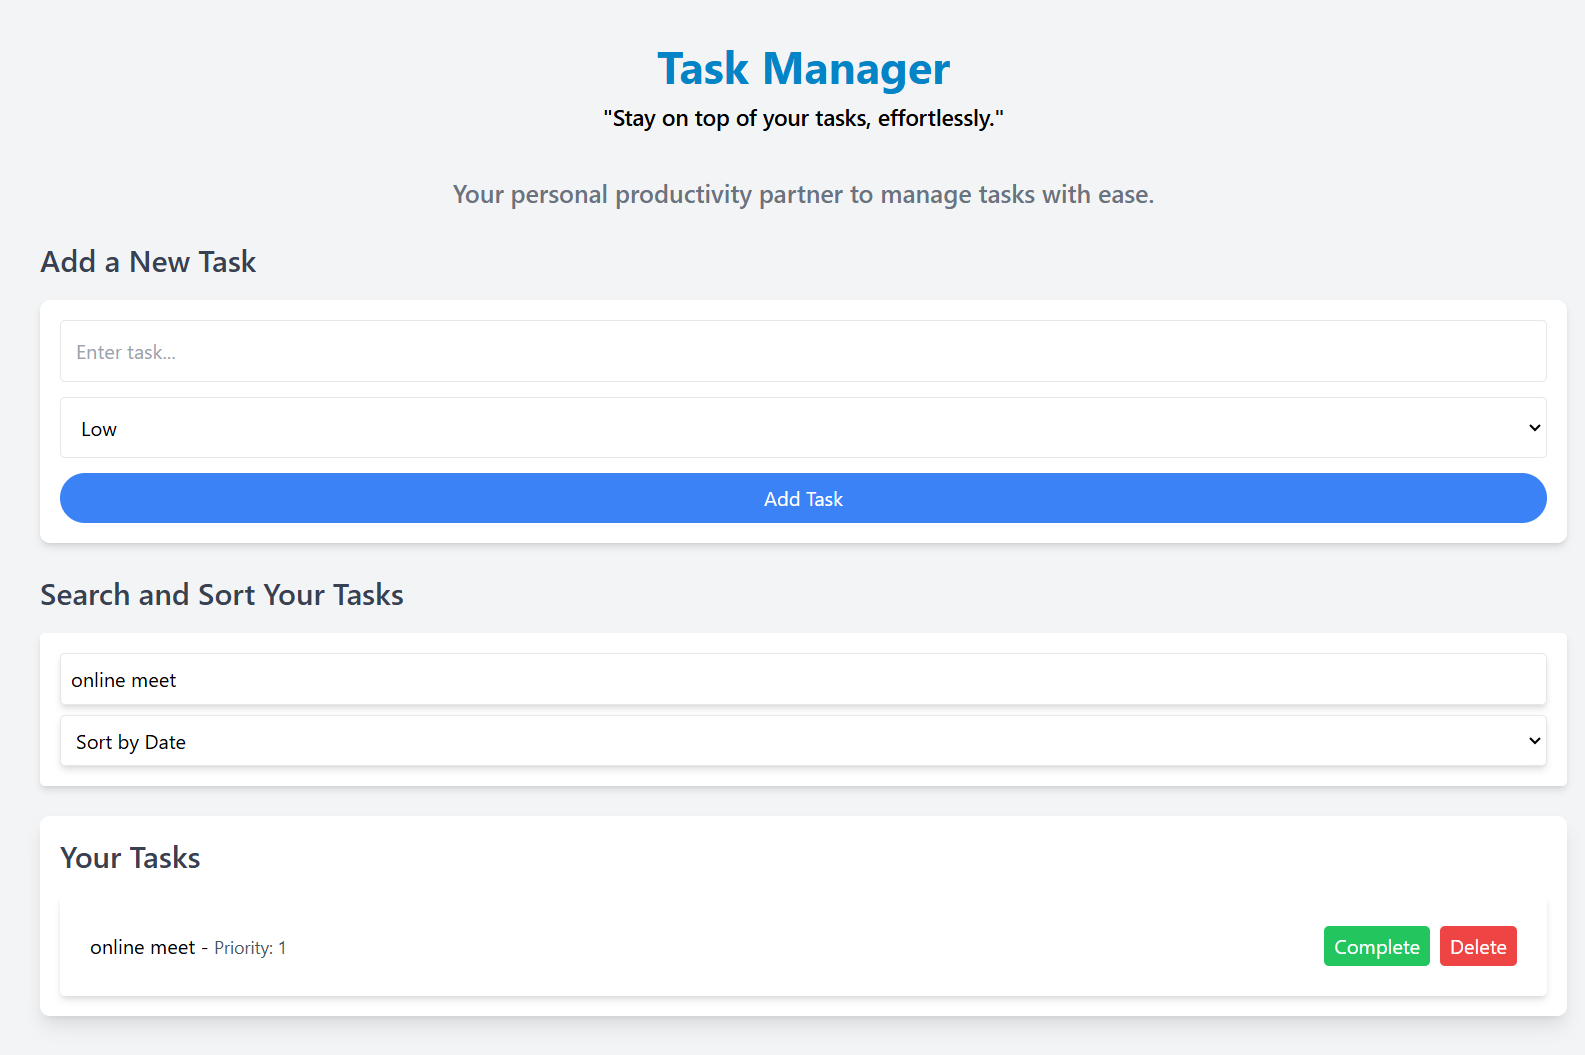 Task Manager
"Stay on top of your tasks, effortlessly."
Your personal productivity partner to manage tasks with ease.
Add a New Task
Enter task...
Low
Add Task
Search and Sort Your Tasks
online meet
Sort by Date
Your Tasks
online meet - Priority: 1 Complete Delete